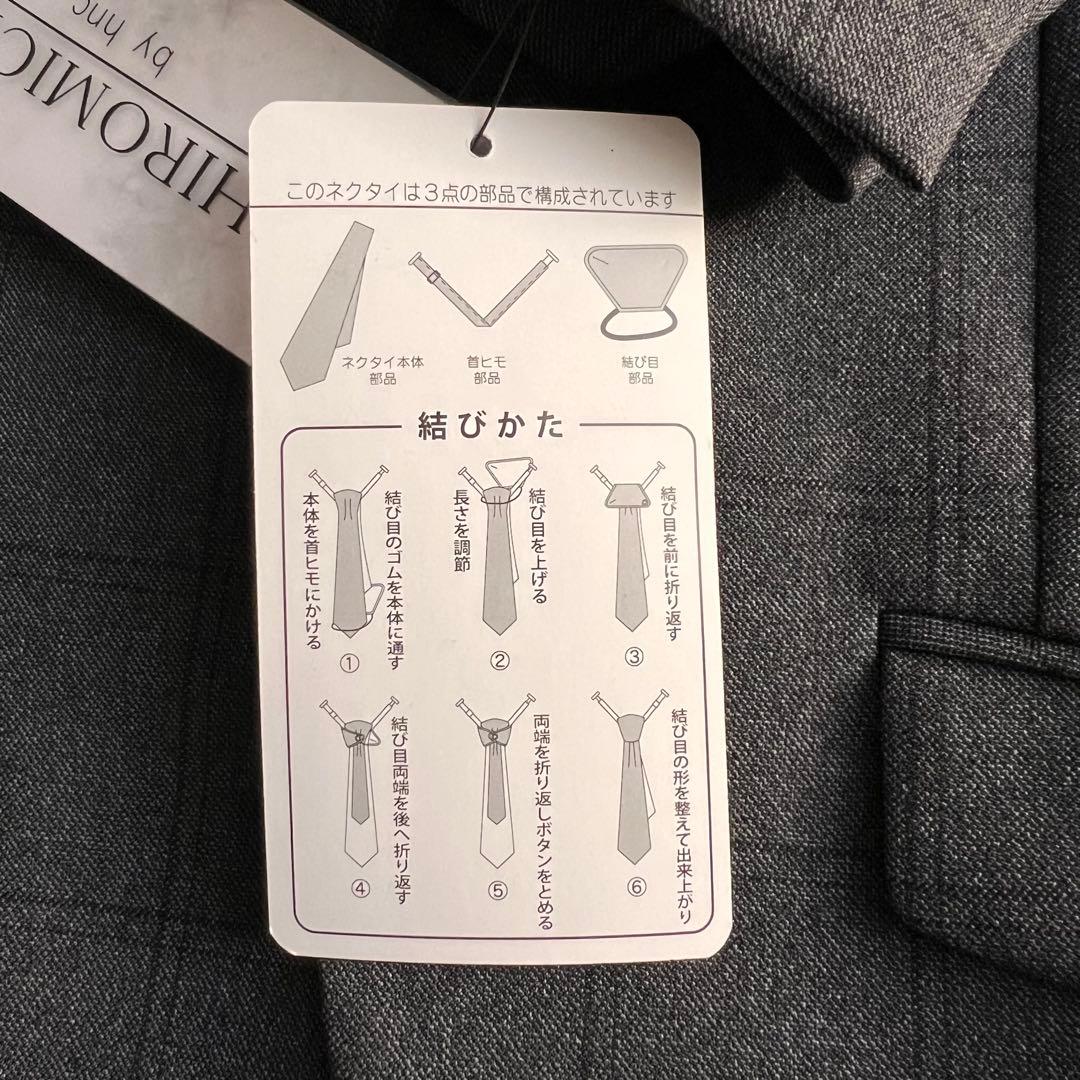 HIROMIC
by hnc
このネクタイは3点の部品で構成されています
ネクタイ本体
部品
首ヒモ
部品
結び目
部品
結びかた
結び目のゴムを本体に通す
本体を首ヒモにかける
①
結び目を上げる
長さを調節
②
結び目を前に折り返す
③
結び目両端を後へ折り返す
④
両端を折り返しボタンをとめる
⑤
結び目の形を整えて出来上がり
⑥